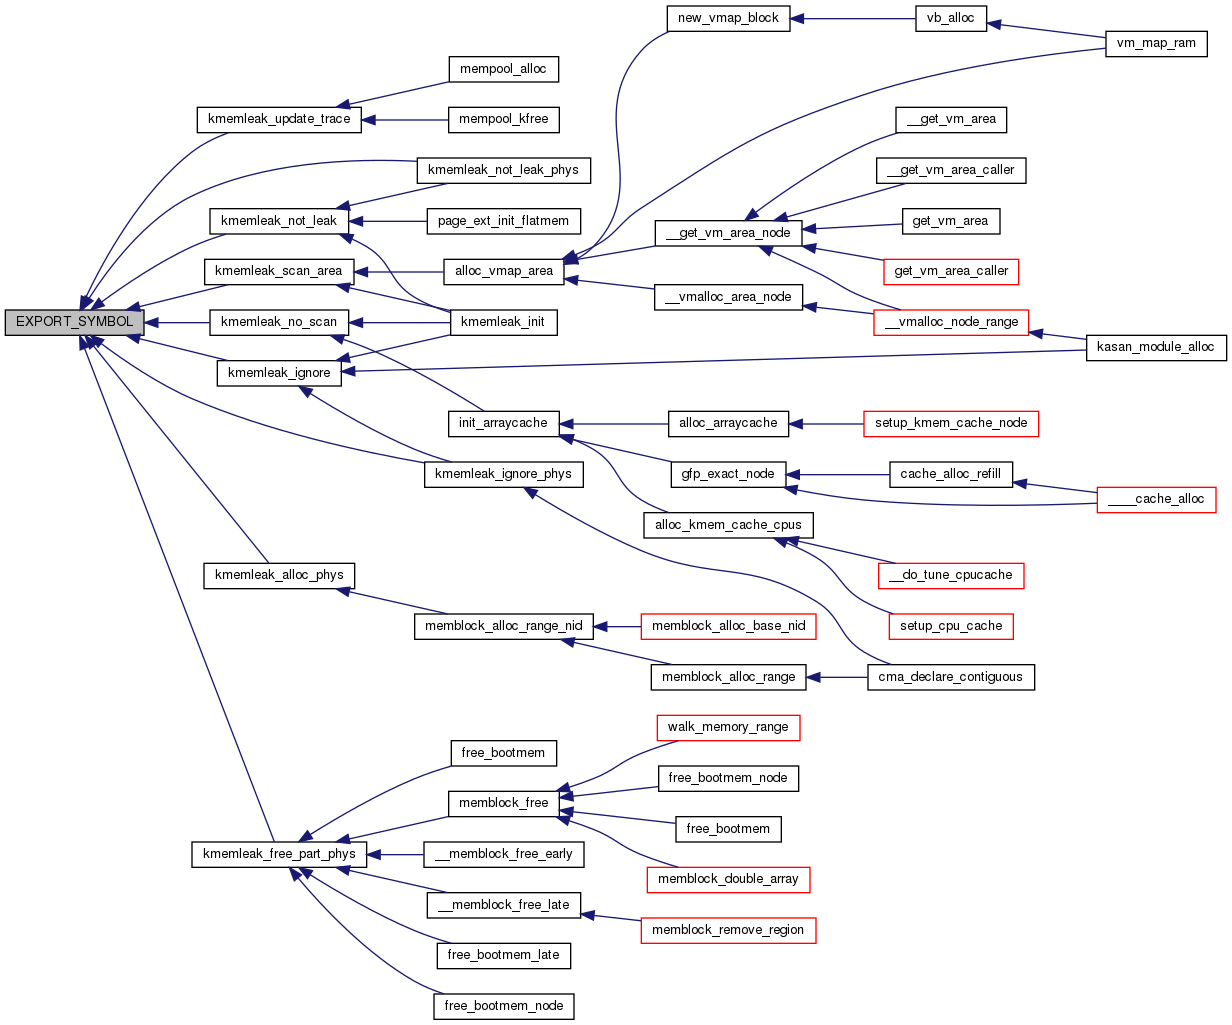 new_vmap_block
vb_alloc
vm_map_ram
mempool_alloc
kmemleak_update_trace
mempool_kfree
__get_vm_area
kmemleak_not_leak_phys
__get_vm_area_caller
kmemleak_not_leak
page_ext_init_flatmem
__get_vm_area_node
get_vm_area
kmemleak_scan_area
alloc_vmap_area
get_vm_area_caller
__vmalloc_area_node
EXPORT_SYMBOL
kmemleak_no_scan
kmemleak_init
__vmalloc_node_range
kasan_module_alloc
kmemleak_ignore
init_arraycache
alloc_arraycache
setup_kmem_cache_node
kmemleak_ignore_phys
gfp_exact_node
cache_alloc_refill
____cache_alloc
alloc_kmem_cache_cpus
kmemleak_alloc_phys
__do_tune_cpucache
memblock_alloc_range_nid
memblock_alloc_base_nid
setup_cpu_cache
memblock_alloc_range
cma_declare_contiguous
walk_memory_range
free_bootmem
free_bootmem_node
memblock_free
free_bootmem
kmemleak_free_part_phys
__memblock_free_early
memblock_double_array
__memblock_free_late
memblock_remove_region
free_bootmem_late
free_bootmem_node